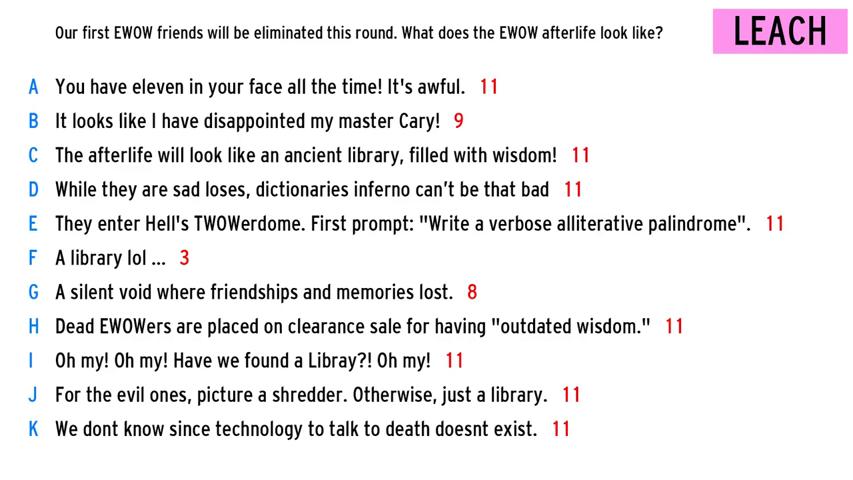 Our first EWOW friends will be eliminated this round. What does the EWOW afterlife look like?
LEACH
A You have eleven in your face all the time! It's awful. 11
B It looks like I have disappointed my master Cary! 9
C The afterlife will look like an ancient library, filled with wisdom! 11
D While they are sad loses, dictionaries inferno can't be that bad 11
E They enter Hell's TWOWerdome. First prompt: "Write a verbose alliterative palindrome". 11
F A library lol ... 3
G A silent void where friendships and memories lost. 8
H Dead EWOWers are placed on clearance sale for having "outdated wisdom." 11
I Oh my! Oh my! Have we found a Libray?! Oh my! 11
J For the evil ones, picture a shredder. Otherwise, just a library. 11
K We dont know since technology to talk to death doesnt exist. 11